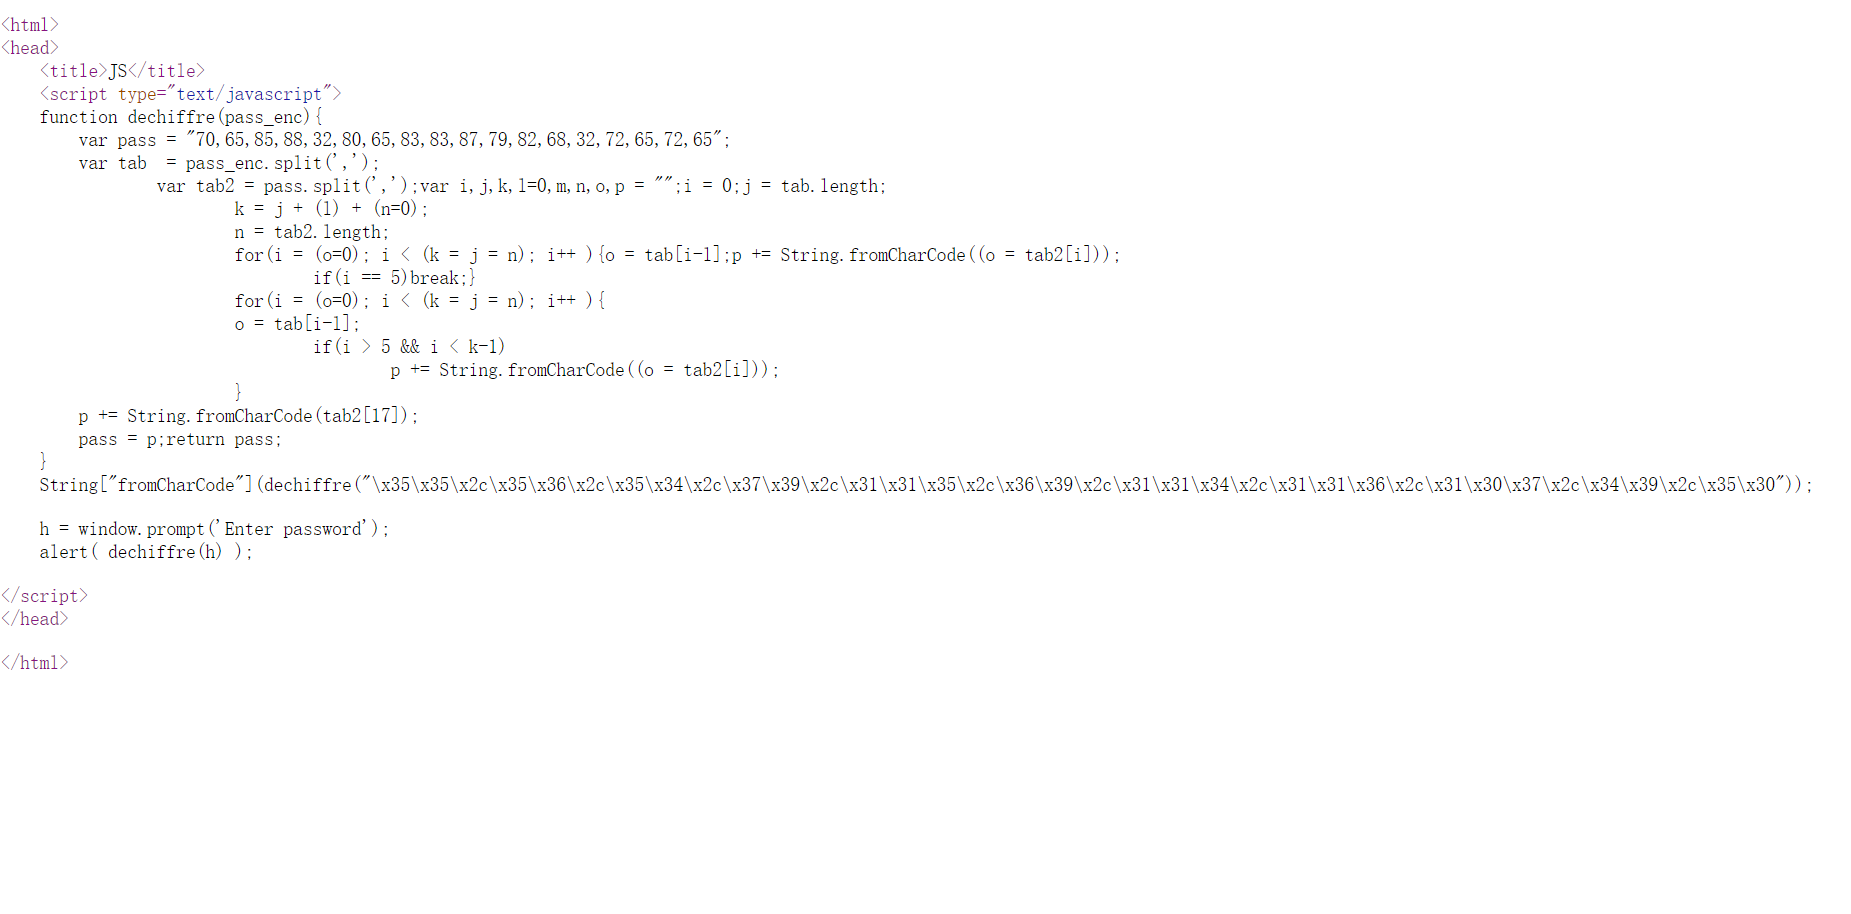 <html>
<head>
    <title>JS</title>
    <script type="text/javascript">
    function dechiffre(pass_enc){
        var pass = "70,65,85,88,32,80,65,83,83,87,79,82,68,32,72,65,72,65";
        var tab  = pass_enc.split(',');
                var tab2 = pass.split(',');var i,j,k,l=0,m,n,o,p = "";i = 0;j = tab.length;
                        k = j + (l) + (n=0);
                        n = tab2.length;
                        for(i = (o=0); i < (k = j = n); i++ ){o = tab[i-l];p += String.fromCharCode((o = tab2[i]));
                                if(i == 5)break;}
                        for(i = (o=0); i < (k = j = n); i++ ){
                        o = tab[i-l];
                                if(i > 5 && i < k-1)
                                        p += String.fromCharCode((o = tab2[i]));
                        }
        p += String.fromCharCode(tab2[17]);
        pass = p;return pass;
    }
    String["fromCharCode"](dechiffre("\x35\x35\x2c\x35\x36\x2c\x35\x34\x2c\x37\x39\x2c\x31\x31\x35\x2c\x36\x39\x2c\x31\x31\x34\x2c\x31\x31\x36\x2c\x31\x30\x37\x2c\x34\x39\x2c\x35\x30"));
    h = window.prompt('Enter password');
    alert( dechiffre(h) );
</script>
</head>
</html>